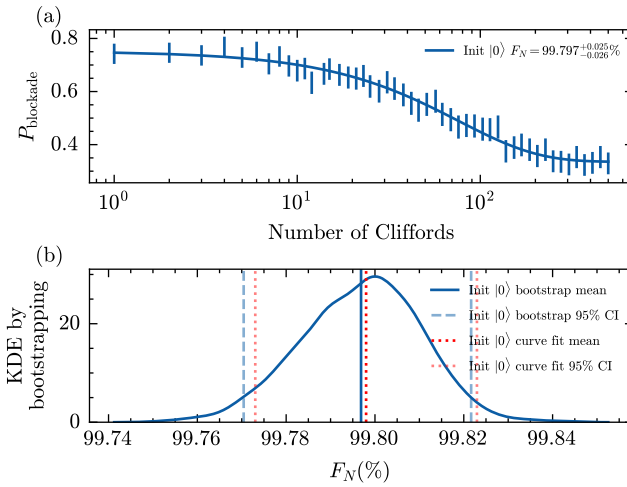 (a)
0.8
0.6
0.4
P_blockade
Init |0⟩ F_N = 99.797^{+0.025}_{−0.026}%
10^0
10^1
10^2
Number of Cliffords
(b)
KDE by
bootstrapping
20
0
Init |0⟩ bootstrap mean
Init |0⟩ bootstrap 95% CI
Init |0⟩ curve fit mean
Init |0⟩ curve fit 95% CI
99.74 99.76 99.78 99.80 99.82 99.84
F_N(%)